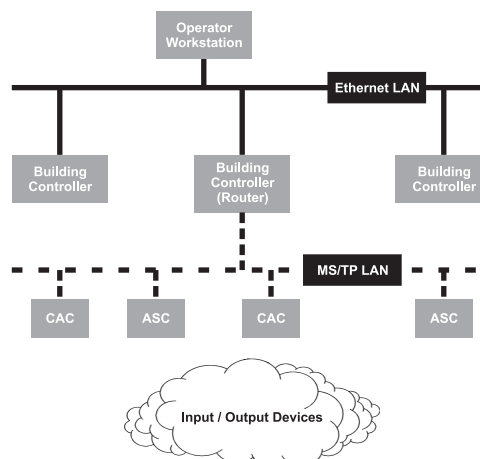 Operator
Workstation
Ethernet LAN
Building
Controller
Building
Controller
(Router)
Building
Controller
MS/TP LAN
CAC
ASC
CAC
ASC
Input / Output Devices